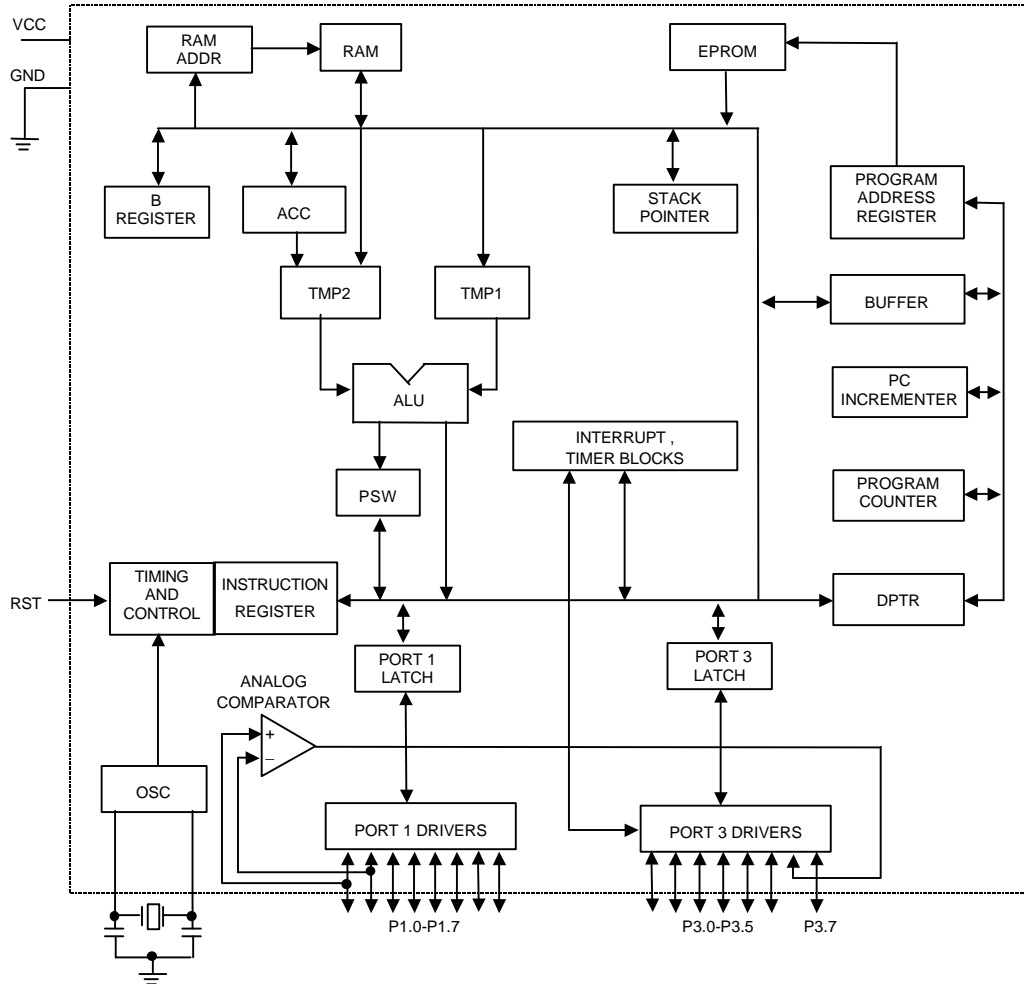 VCC
GND
RAM
ADDR
RAM
EPROM
B
REGISTER
ACC
STACK
POINTER
PROGRAM
ADDRESS
REGISTER
TMP2
TMP1
BUFFER
ALU
PC
INCREMENTER
INTERRUPT ,
TIMER BLOCKS
PSW
PROGRAM
COUNTER
RST
TIMING
AND
CONTROL
INSTRUCTION
REGISTER
DPTR
PORT 1
LATCH
PORT 3
LATCH
ANALOG
COMPARATOR
+
−
OSC
PORT 1 DRIVERS
PORT 3 DRIVERS
P1.0-P1.7
P3.0-P3.5
P3.7